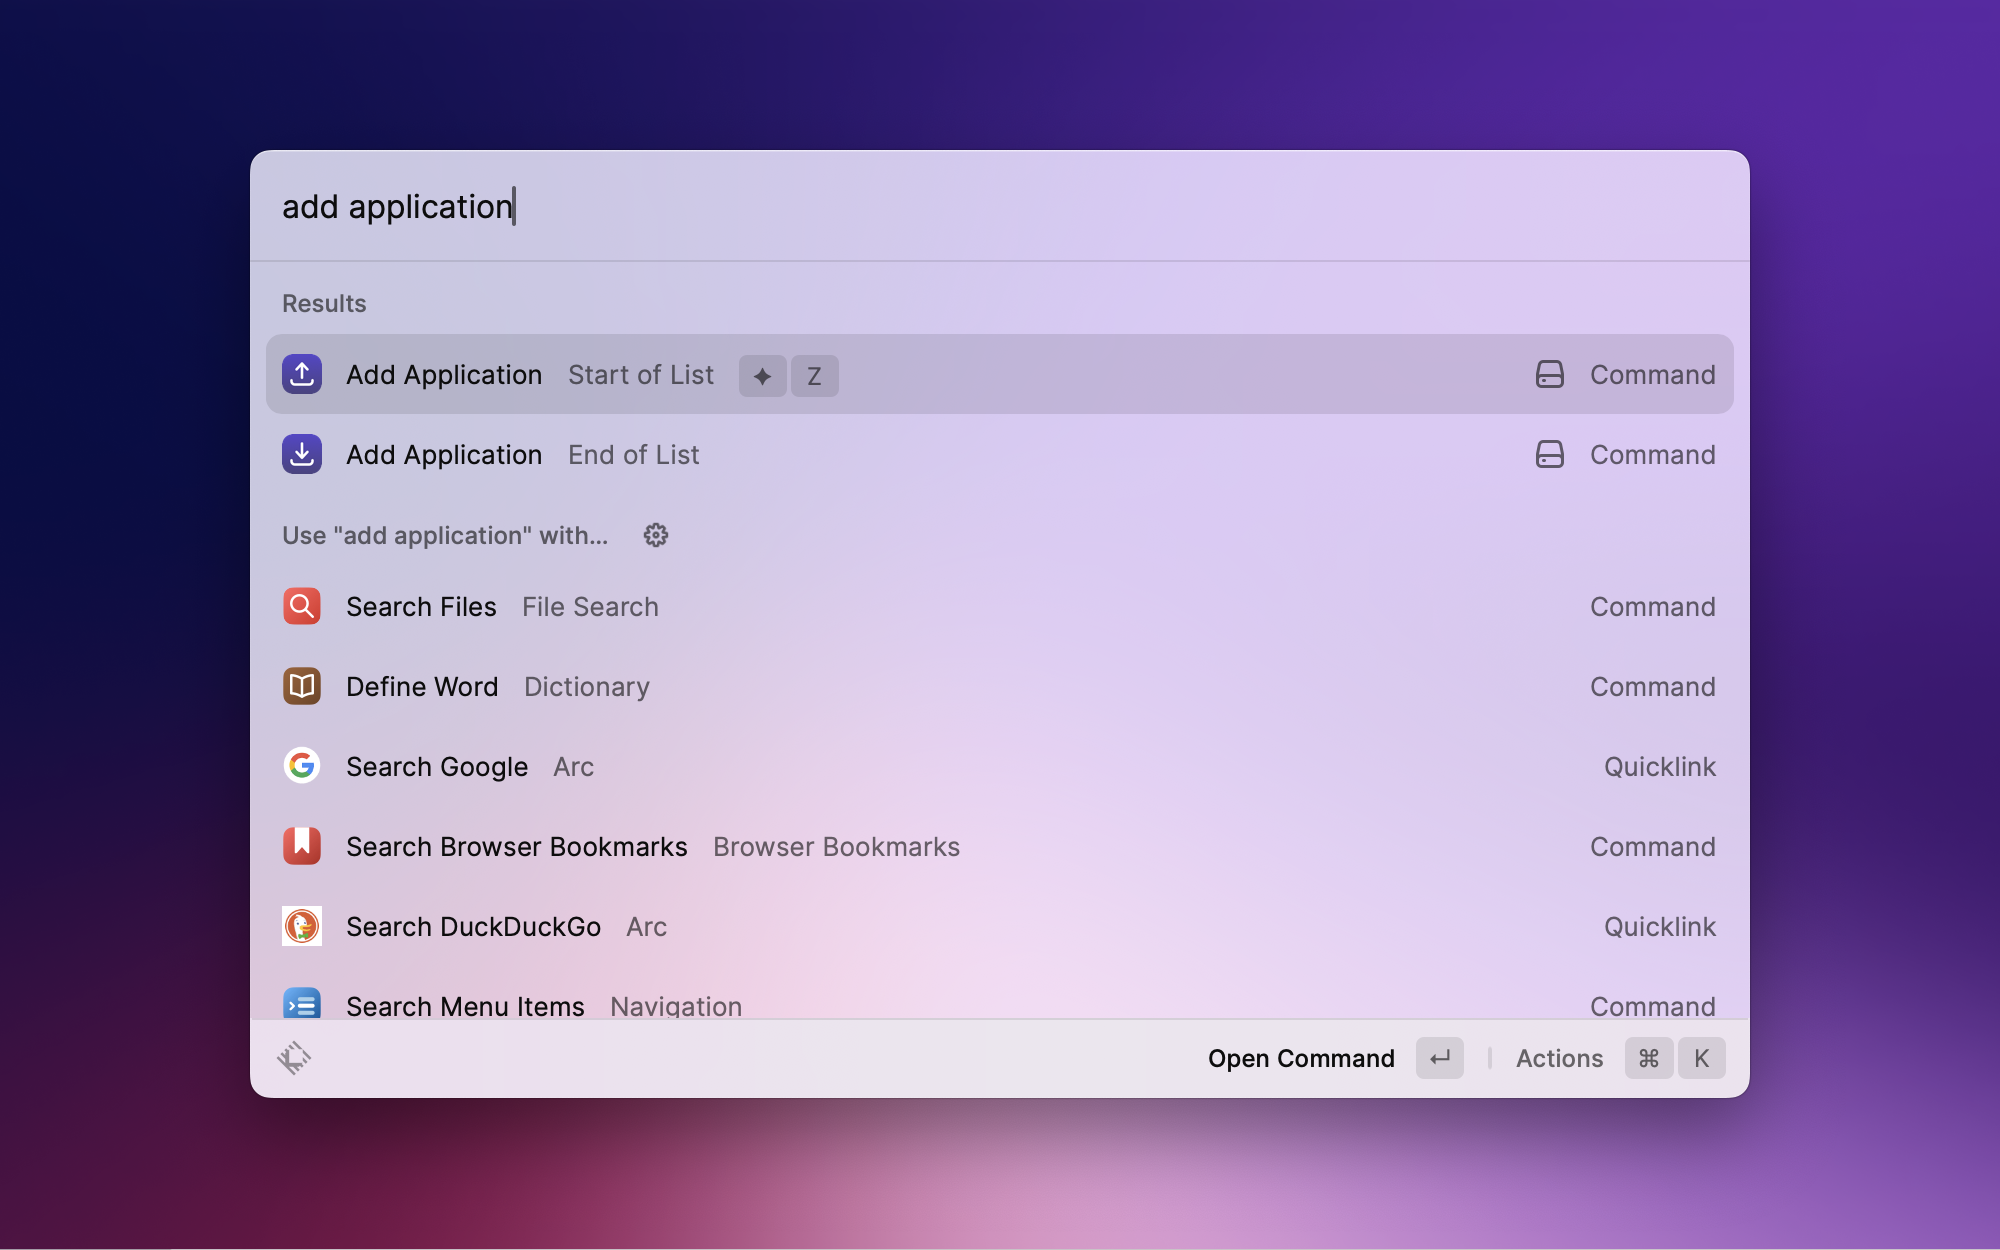 add application
Results
Add Application Start of List ✦ Z Command
Add Application End of List Command
Use "add application" with...
Search Files File Search Command
Define Word Dictionary Command
Search Google Arc Quicklink
Search Browser Bookmarks Browser Bookmarks Command
Search DuckDuckGo Arc Quicklink
Search Menu Items Navigation Command
Open Command ↵ Actions ⌘ K